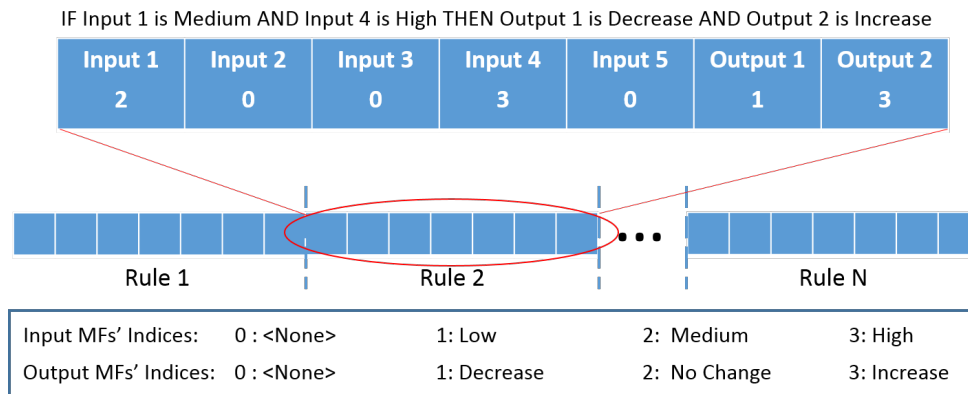 IF Input 1 is Medium AND Input 4 is High THEN Output 1 is Decrease AND Output 2 is Increase
Input 1 Input 2 Input 3 Input 4 Input 5 Output 1 Output 2
2 0 0 3 0 1 3
...
Rule 1 Rule 2 Rule N
Input MFs’ Indices: 0 : <None> 1: Low 2: Medium 3: High
Output MFs’ Indices: 0 : <None> 1: Decrease 2: No Change 3: Increase